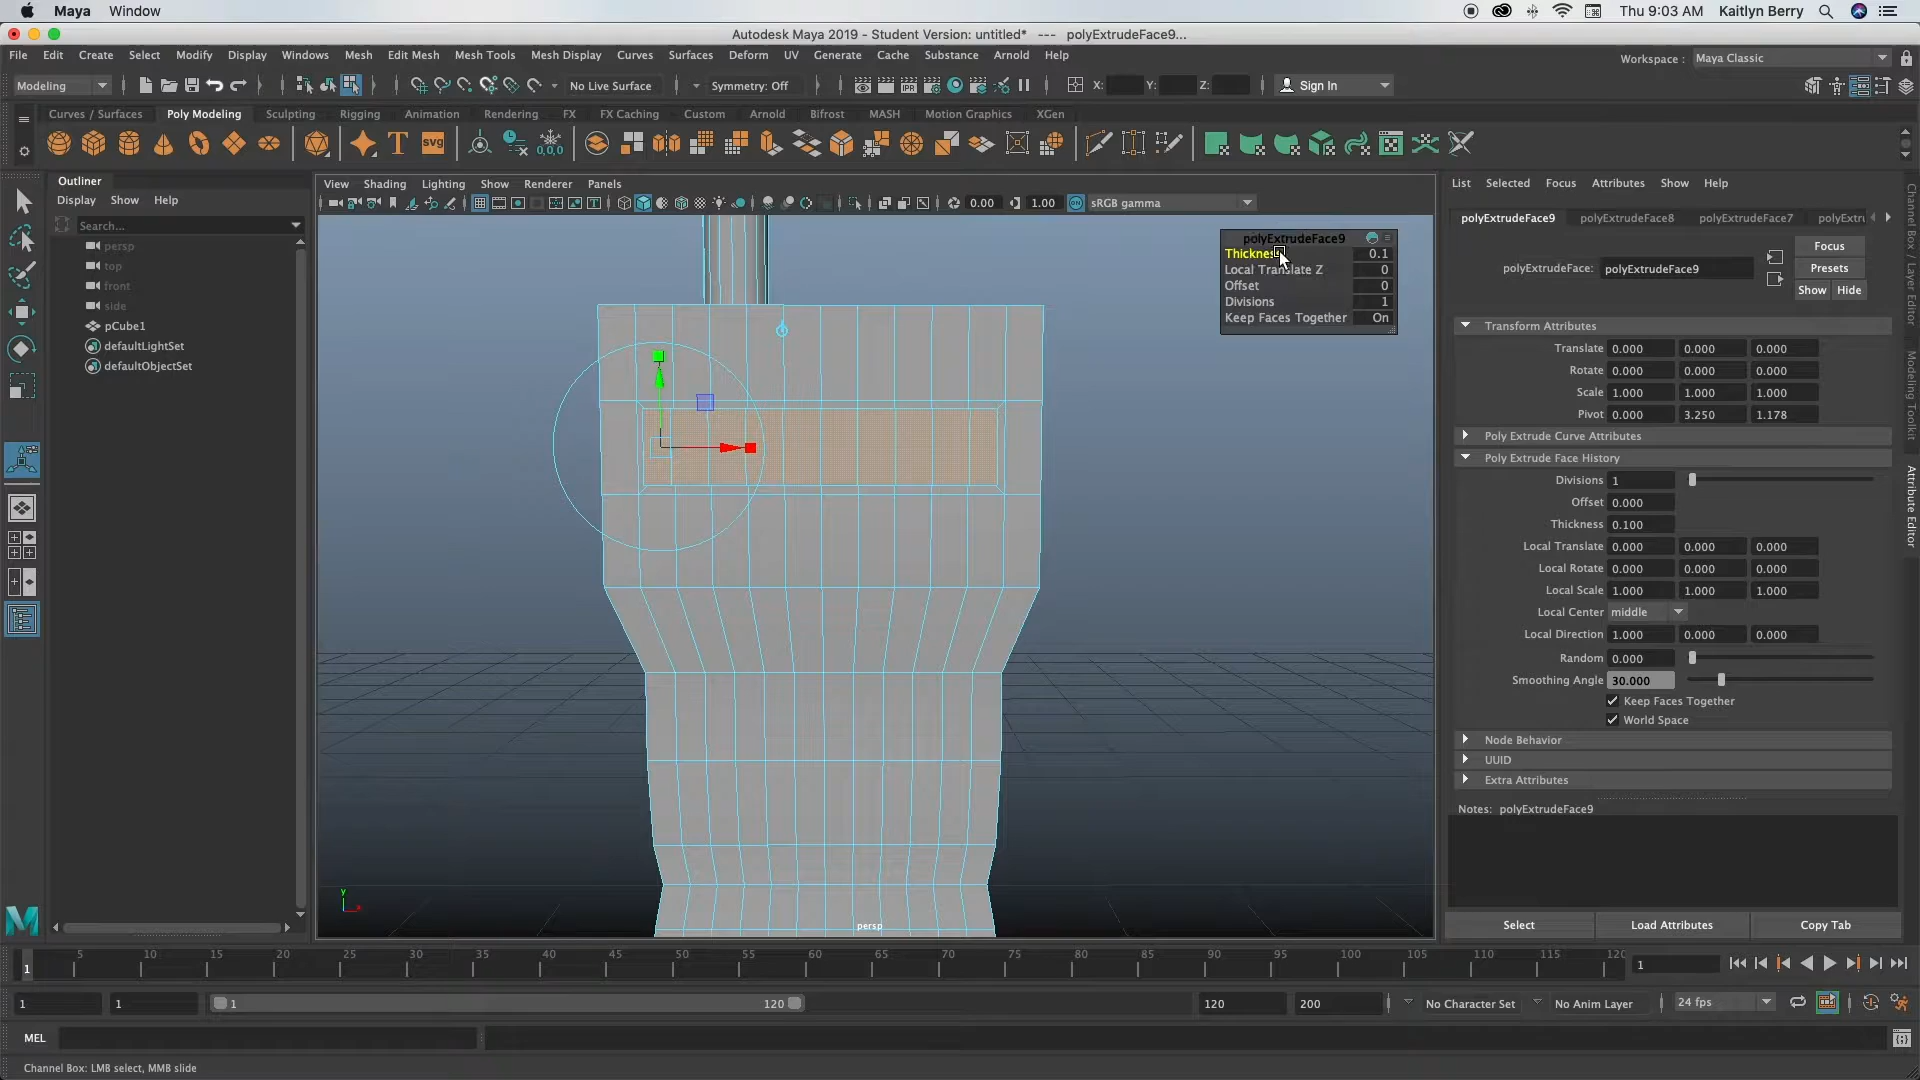 Maya Window Thu 9:03 AM Kaitlyn Berry
Autodesk Maya 2019 - Student Version: untitled* --- polyExtrudeFace9...
File Edit Create Select Modify Display Windows Mesh Edit Mesh Mesh Tools Mesh Display Curves Surfaces Deform UV Generate Cache Substance Arnold Help Workspace : Maya Classic
Modeling No Live Surface Symmetry: Off X: Y: Z: Sign In
Curves / Surfaces Poly Modeling Sculpting Rigging Animation Rendering FX FX Caching Custom Arnold Bifrost MASH Motion Graphics XGen
Outliner
Display Show Help
Search...
persp
top
front
side
pCube1
defaultLightSet
defaultObjectSet
View Shading Lighting Show Renderer Panels
0.00 1.00 sRGB gamma
polyExtrudeFace9
Thickness 0.1
Local Translate Z 0
Offset 0
Divisions 1
Keep Faces Together On
y
x
persp
List Selected Focus Attributes Show Help
polyExtrudeFace9 polyExtrudeFace8 polyExtrudeFace7 polyExtru
polyExtrudeFace: polyExtrudeFace9
Focus
Presets
Show Hide
Transform Attributes
Translate 0.000 0.000 0.000
Rotate 0.000 0.000 0.000
Scale 1.000 1.000 1.000
Pivot 0.000 3.250 1.178
Poly Extrude Curve Attributes
Poly Extrude Face History
Divisions 1
Offset 0.000
Thickness 0.100
Local Translate 0.000 0.000 0.000
Local Rotate 0.000 0.000 0.000
Local Scale 1.000 1.000 1.000
Local Center middle
Local Direction 1.000 0.000 0.000
Random 0.000
Smoothing Angle 30.000
Keep Faces Together
World Space
Node Behavior
UUID
Extra Attributes
Notes: polyExtrudeFace9
Select Load Attributes Copy Tab
Channel Box / Layer Editor
Modeling Toolkit
Attribute Editor
5 10 15 20 25 30 35 40 45 50 55 60 65 70 75 80 85 90 95 100 105 110 115 120
1 1
1 1 1 120 120 200 No Character Set No Anim Layer 24 fps
MEL
Channel Box: LMB select, MMB slide